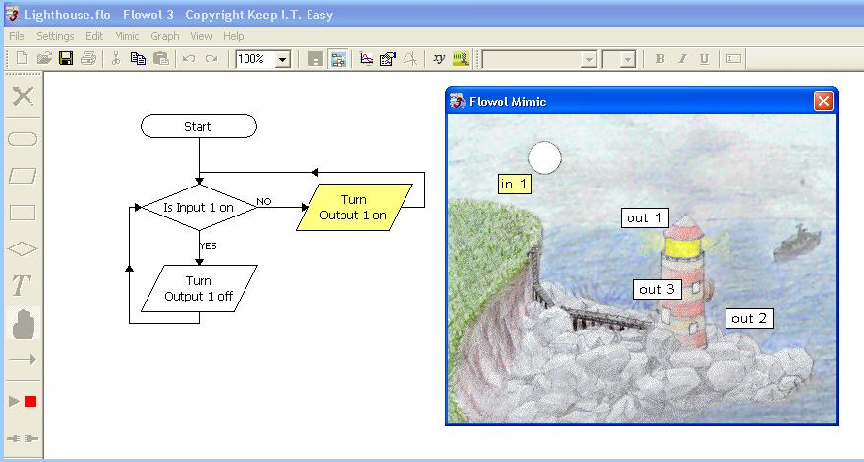 Lighthouse.flo   Flowol 3   Copyright Keep I.T. Easy
File  Settings  Edit  Mimic  Graph  View  Help
100%
xy
B I U
T
Start
Is Input 1 on
NO
YES
Turn
Output 1 on
Turn
Output 1 off
Flowol Mimic
in 1
out 1
out 3
out 2